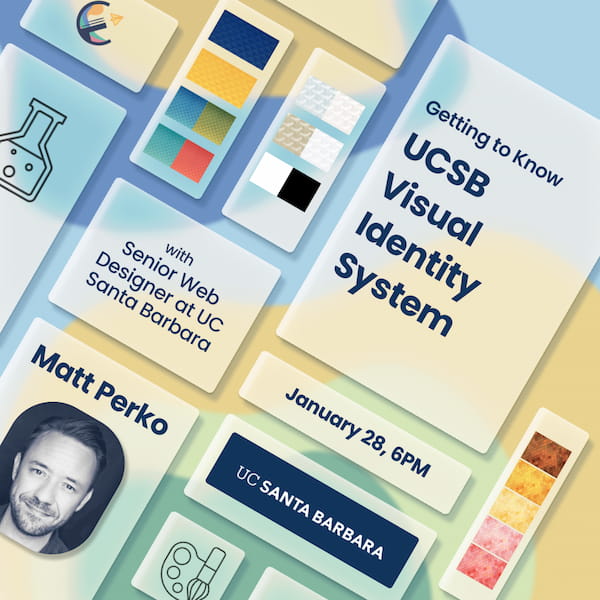 Getting to Know
UCSB
Visual
Identity
System
with
Senior Web
Designer at UC
Santa Barbara
Matt Perko
January 28, 6PM
UC SANTA BARBARA